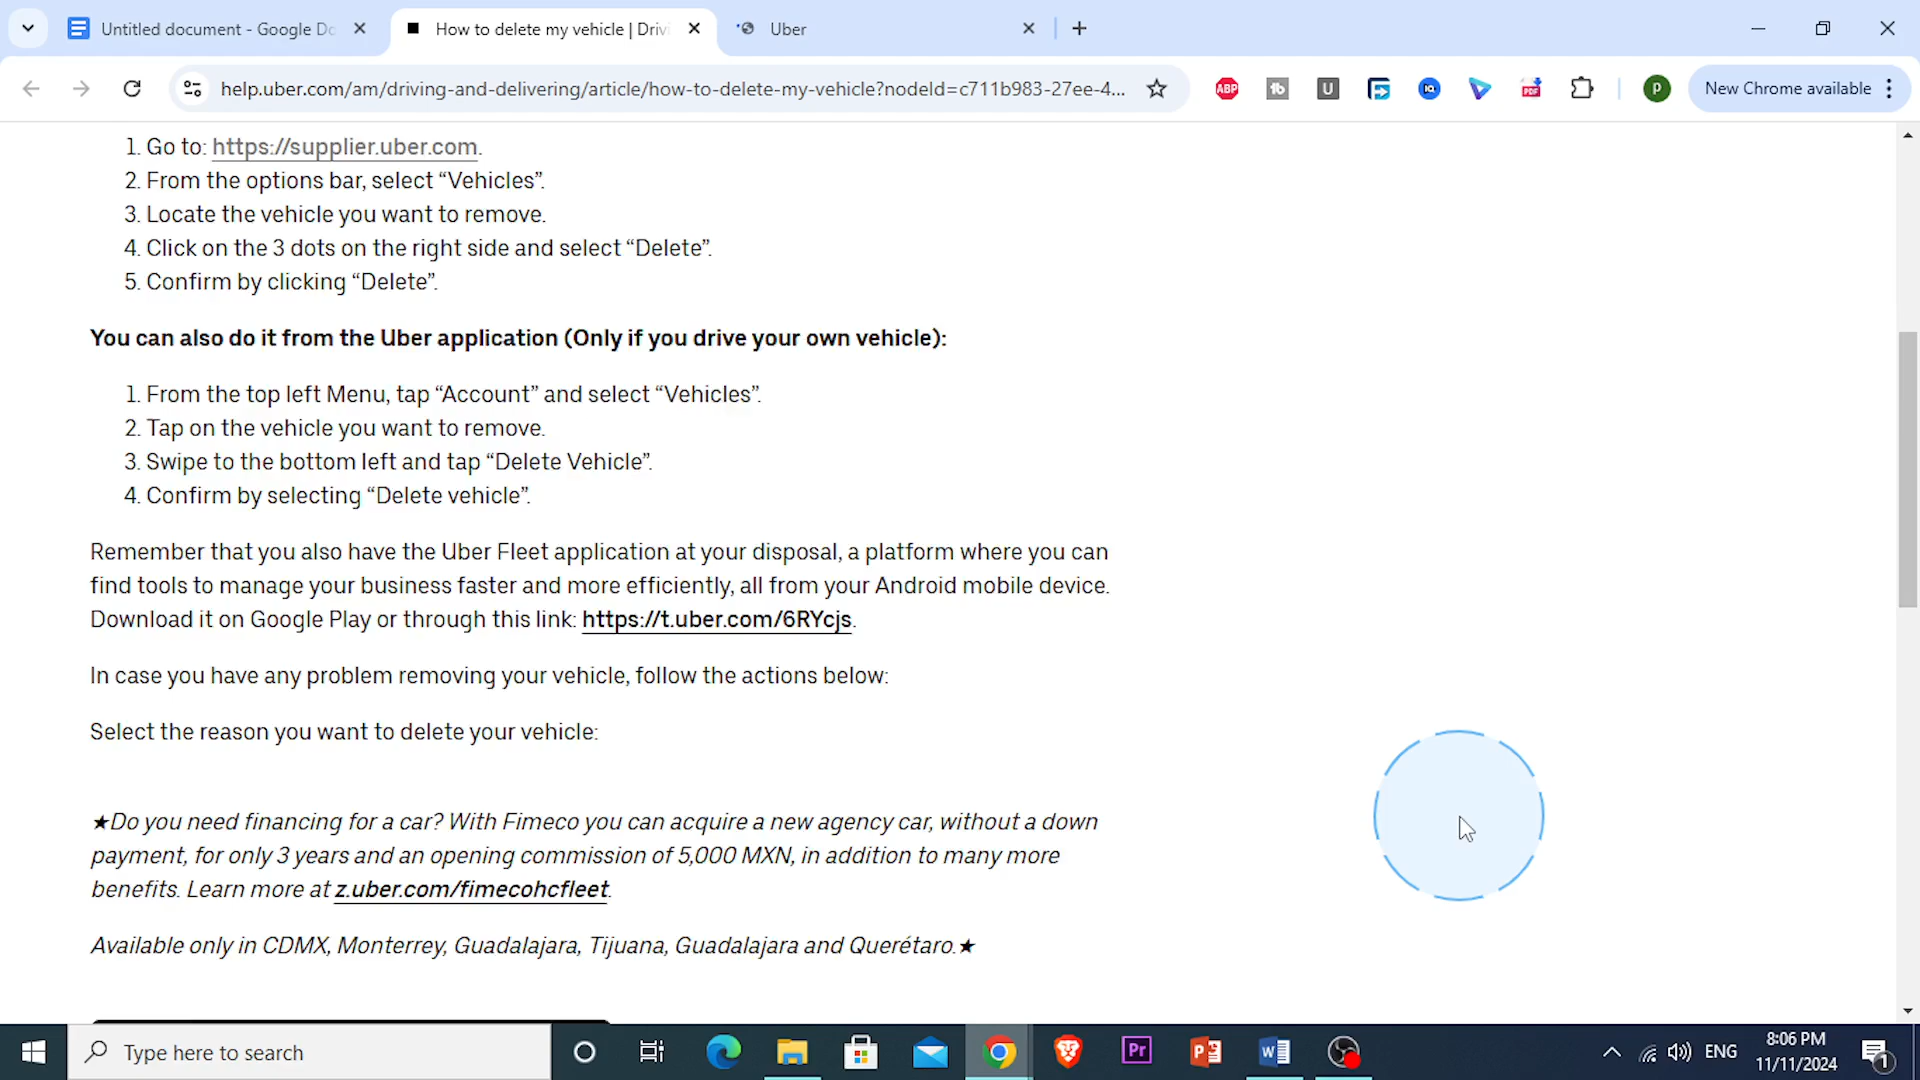 Untitled document - Google Do
How to delete my vehicle | Drivi
Uber
help.uber.com/am/driving-and-delivering/article/how-to-delete-my-vehicle?nodeId=c711b983-27ee-4...
ABP
U
PDF
P
New Chrome available
1. Go to: https://supplier.uber.com.
2. From the options bar, select “Vehicles”.
3. Locate the vehicle you want to remove.
4. Click on the 3 dots on the right side and select “Delete”.
5. Confirm by clicking “Delete”.
You can also do it from the Uber application (Only if you drive your own vehicle):
1. From the top left Menu, tap “Account” and select “Vehicles”.
2. Tap on the vehicle you want to remove.
3. Swipe to the bottom left and tap “Delete Vehicle”.
4. Confirm by selecting “Delete vehicle”.
Remember that you also have the Uber Fleet application at your disposal, a platform where you can
find tools to manage your business faster and more efficiently, all from your Android mobile device.
Download it on Google Play or through this link: https://t.uber.com/6RYcjs.
In case you have any problem removing your vehicle, follow the actions below:
Select the reason you want to delete your vehicle:
★Do you need financing for a car? With Fimeco you can acquire a new agency car, without a down
payment, for only 3 years and an opening commission of 5,000 MXN, in addition to many more
benefits. Learn more at z.uber.com/fimecohcfleet.
Available only in CDMX, Monterrey, Guadalajara, Tijuana, Guadalajara and Querétaro.★
Type here to search
Pr
ENG
8:06 PM
11/11/2024
1